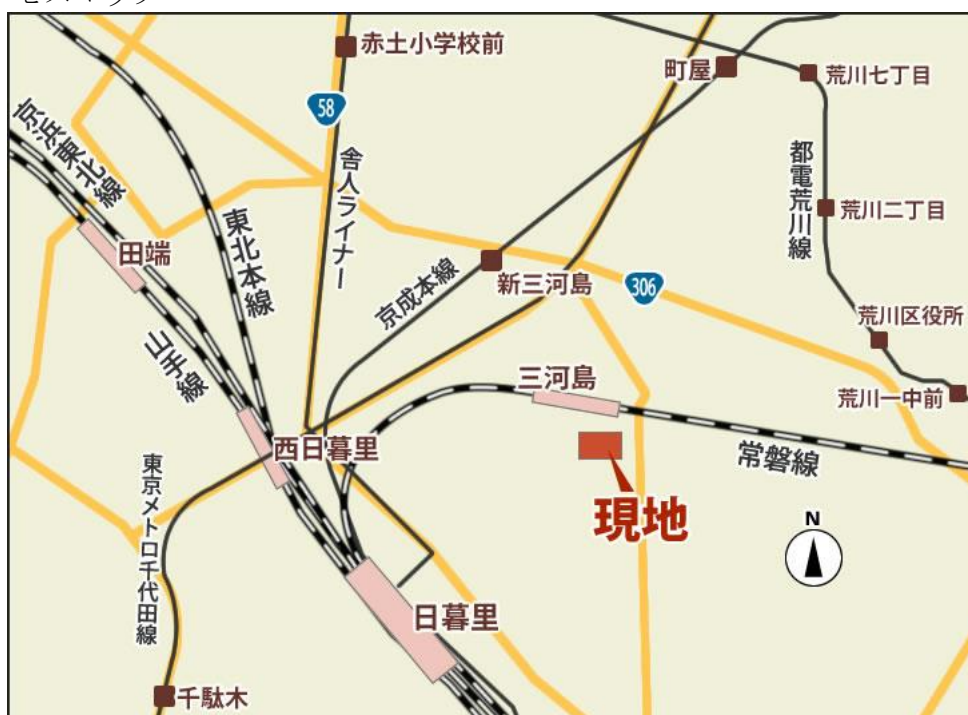 赤土小学校前
町屋
荒川七丁目
58
京浜東北線
舎人ライナー
都電荒川線
東北本線
荒川二丁目
田端
京成本線
新三河島
306
山手線
荒川区役所
三河島
荒川一中前
西日暮里
常磐線
東京メトロ千代田線
現地
N
日暮里
千駄木